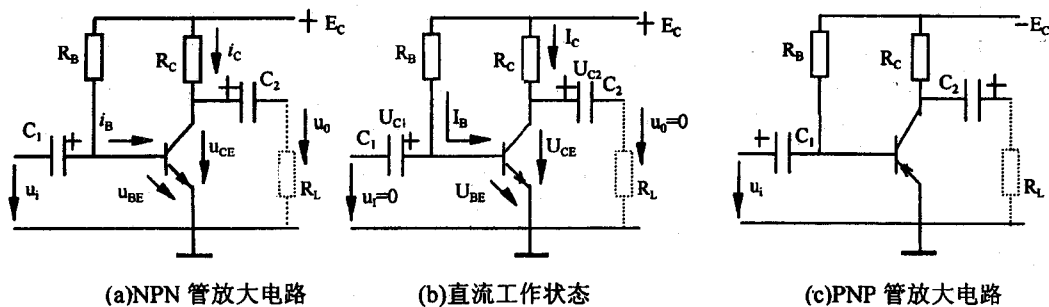 + E_C
R_B
R_C
i_C
C_2
i_B
C_1
+
+
u_CE
u_0
u_i
u_BE
R_L
(a)NPN 管放大电路
+ E_C
R_B
R_C
I_C
U_C2
+
C_2
U_C1
I_B
C_1
+
U_CE
u_0=0
u_i=0
U_BE
R_L
(b)直流工作状态
-E_C
R_B
R_C
C_2
+
+
C_1
u_i
R_L
(c)PNP 管放大电路